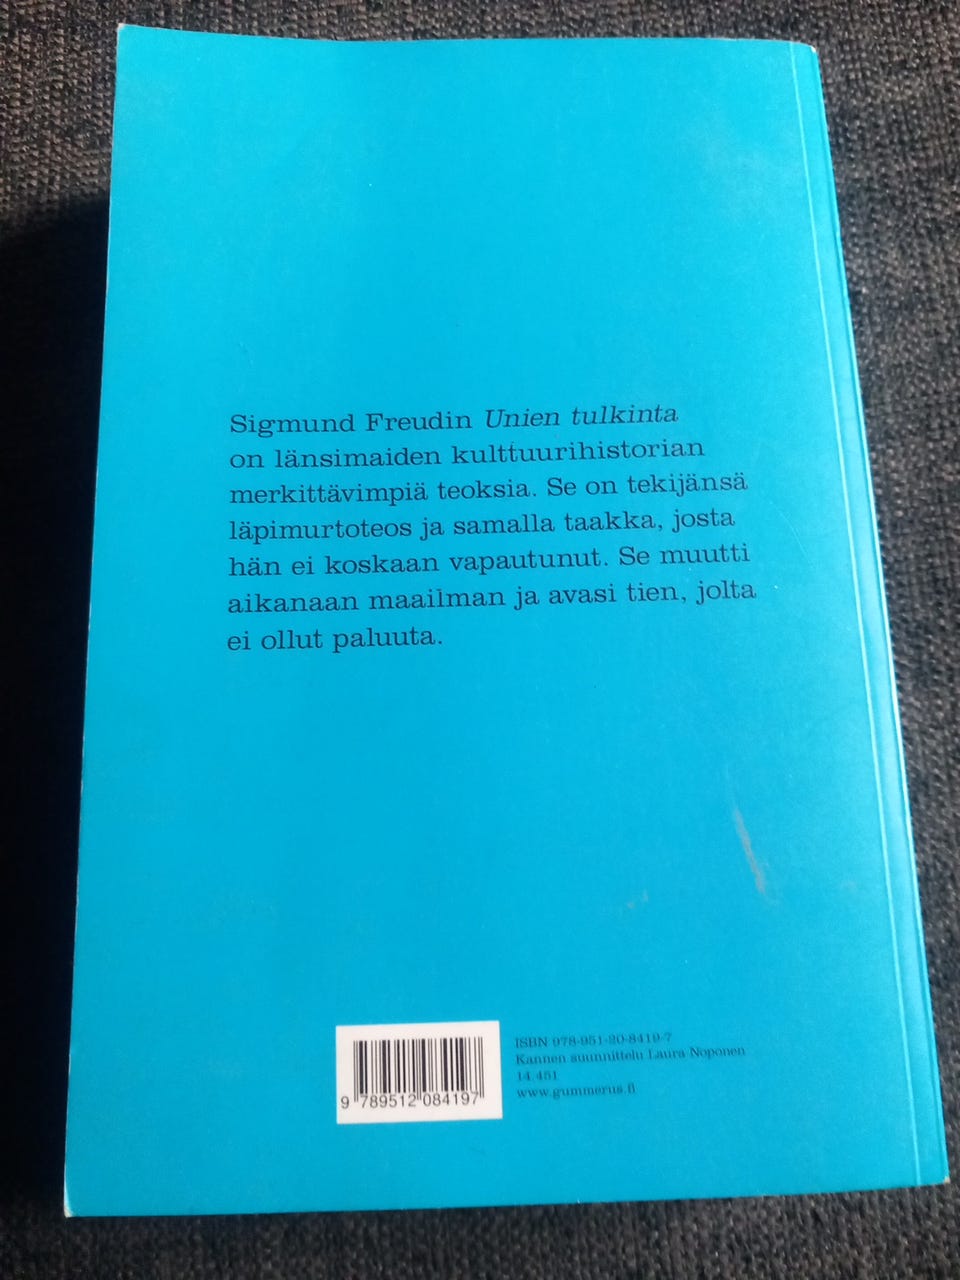 Sigmund Freudin Unien tulkinta
on länsimaiden kulttuurihistorian
merkittävimpiä teoksia. Se on tekijänsä
läpimurtoteos ja samalla taakka, josta
hän ei koskaan vapautunut. Se muutti
aikanaan maailman ja avasi tien, jolta
ei ollut paluuta.
ISBN 978-951-20-8419-7
Kannen suunnittelu Laura Noponen
14.451
www.gummerus.fi
9 789512 084197